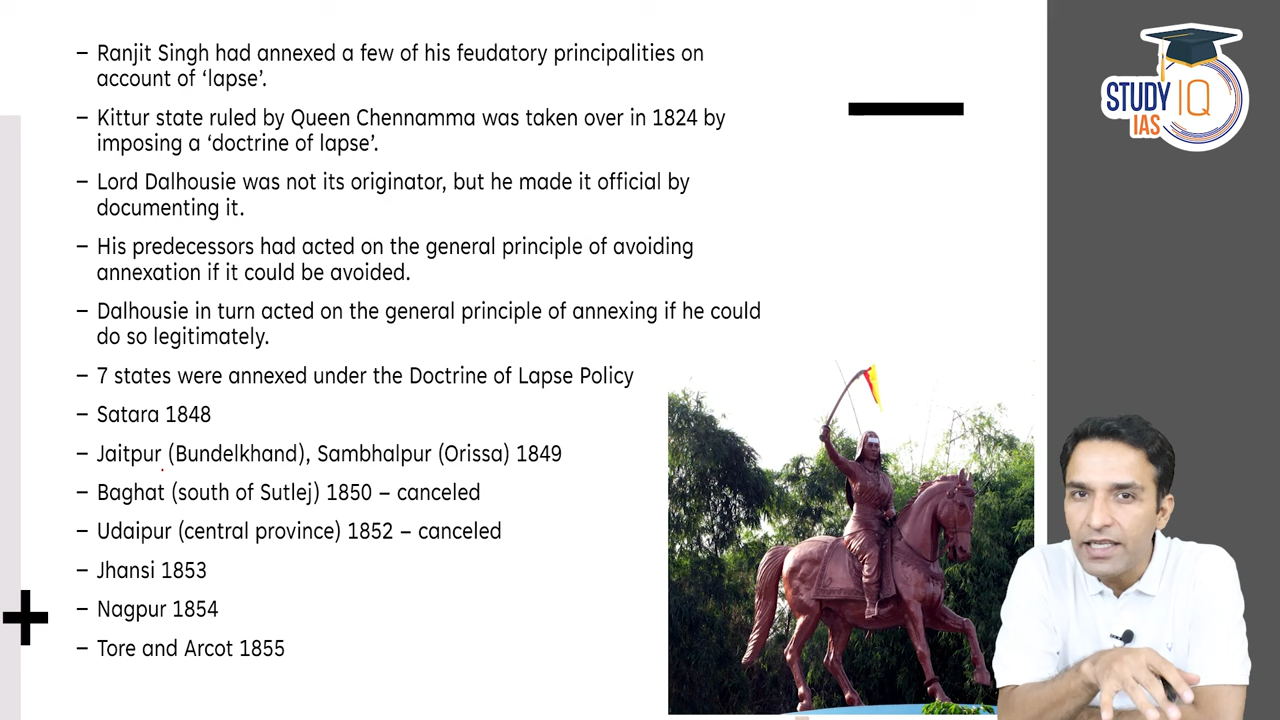 – Ranjit Singh had annexed a few of his feudatory principalities on
account of ‘lapse’.
– Kittur state ruled by Queen Chennamma was taken over in 1824 by
imposing a ‘doctrine of lapse’.
– Lord Dalhousie was not its originator, but he made it official by
documenting it.
– His predecessors had acted on the general principle of avoiding
annexation if it could be avoided.
– Dalhousie in turn acted on the general principle of annexing if he could
do so legitimately.
– 7 states were annexed under the Doctrine of Lapse Policy
– Satara 1848
– Jaitpur (Bundelkhand), Sambhalpur (Orissa) 1849
– Baghat (south of Sutlej) 1850 – canceled
– Udaipur (central province) 1852 – canceled
– Jhansi 1853
– Nagpur 1854
– Tore and Arcot 1855
STUDY IQ
IAS